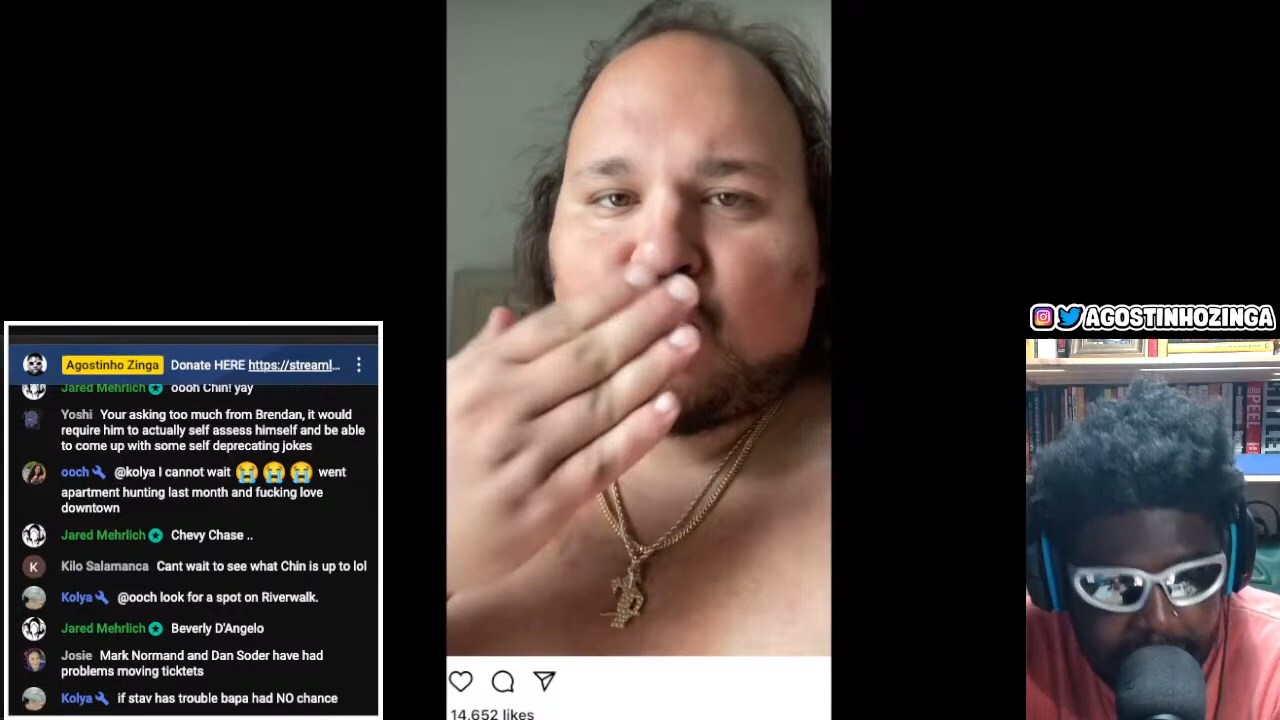 Agostinho Zinga Donate HERE https://streaml...
Jared Mehrlich oooh Chin! yay
Yoshi Your asking too much from Brendan, it would
require him to actually self assess himself and be able
to come up with some self deprecating jokes
ooch @kolya I cannot wait 😭😭😭 went
apartment hunting last month and fucking love
downtown
Jared Mehrlich Chevy Chase ..
K Kilo Salamanca Cant wait to see what Chin is up to lol
Kolya @ooch look for a spot on Riverwalk.
Jared Mehrlich Beverly D'Angelo
Josie Mark Normand and Dan Soder have had
problems moving ticktets
Kolya if stav has trouble bapa had NO chance
14,652 likes
AGOSTINHOZINGA
PEEL